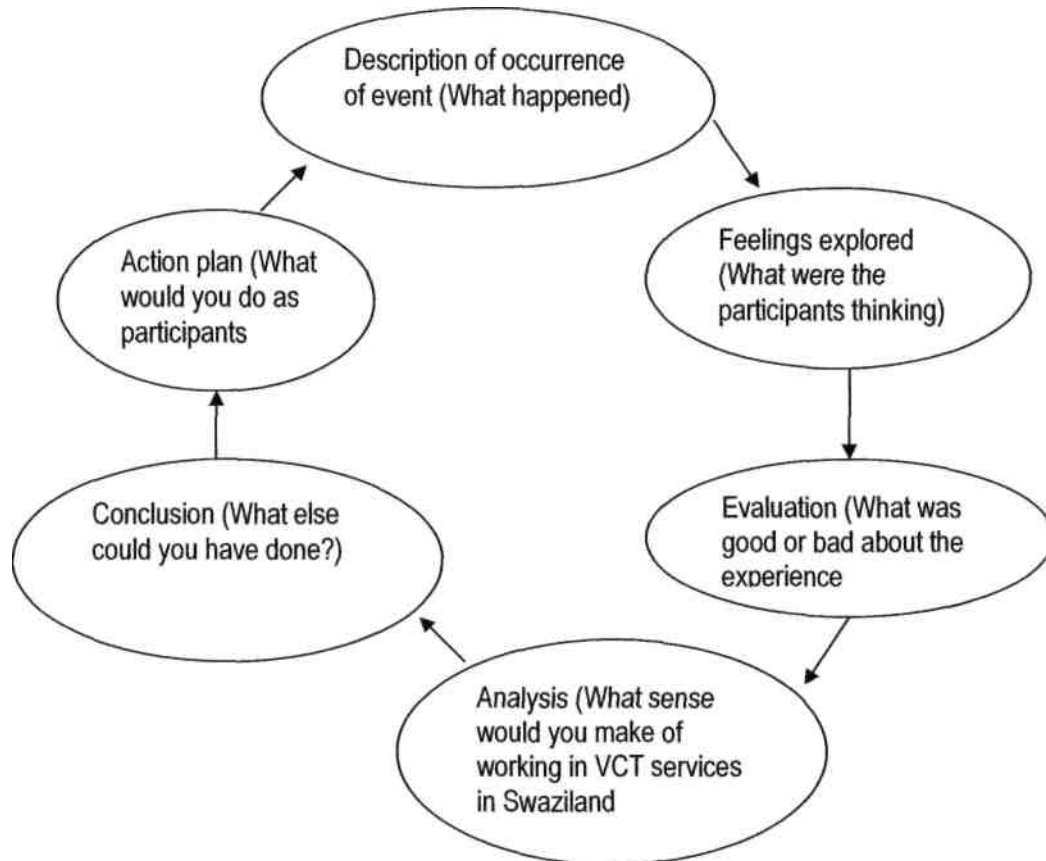 Description of occurrence
of event (What happened)
Feelings explored
(What were the
participants thinking)
Evaluation (What was
good or bad about the
experience
Analysis (What sense
would you make of
working in VCT services
in Swaziland
Conclusion (What else
could you have done?)
Action plan (What
would you do as
participants